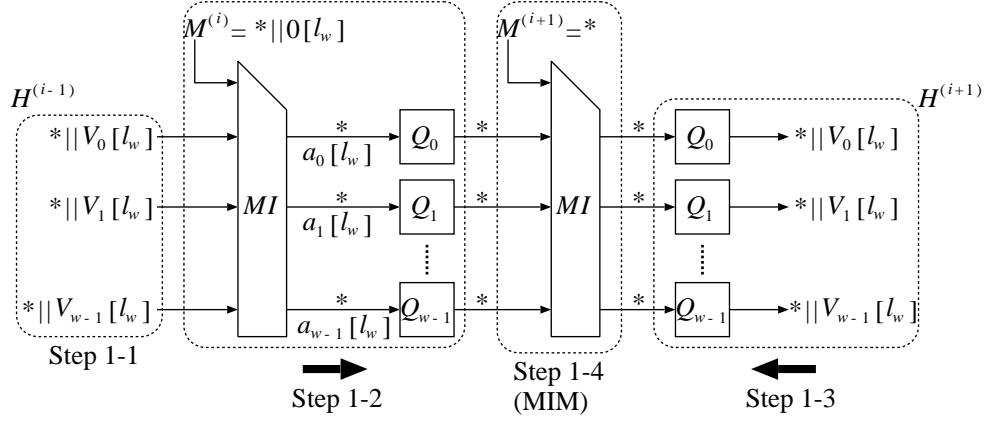 M^(i) = *||0[l_w]
M^(i+1) = *
H^(i-1)
H^(i+1)
*||V_0[l_w]
*
a_0[l_w]
Q_0
*
*
Q_0
*||V_0[l_w]
*||V_1[l_w]
MI
*
a_1[l_w]
Q_1
*
MI
*
Q_1
*||V_1[l_w]
*||V_{w-1}[l_w]
*
a_{w-1}[l_w]
Q_{w-1}
*
*
Q_{w-1}
*||V_{w-1}[l_w]
Step 1-1
Step 1-2
Step 1-4
(MIM)
Step 1-3